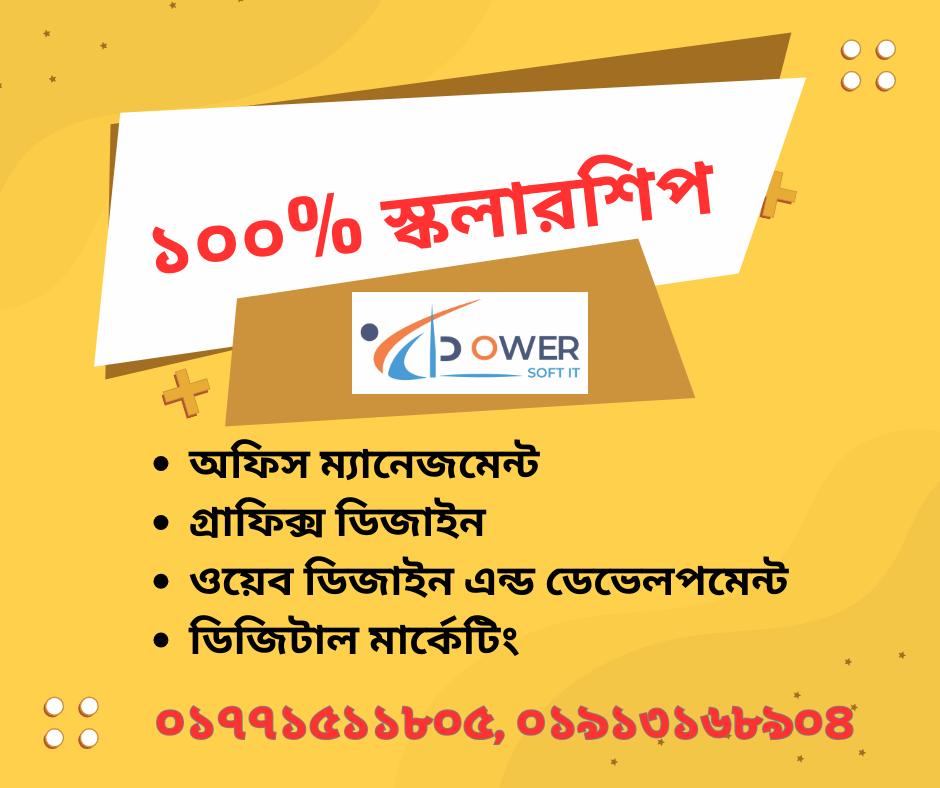 ১০০% স্কলারশিপ
POWER
SOFT IT
অফিস ম্যানেজমেন্ট
গ্রাফিক্স ডিজাইন
ওয়েব ডিজাইন এন্ড ডেভেলপমেন্ট
ডিজিটাল মার্কেটিং
০১৭৭১৫১১৮০৫, ০১৯১৩১৬৮৯০৪